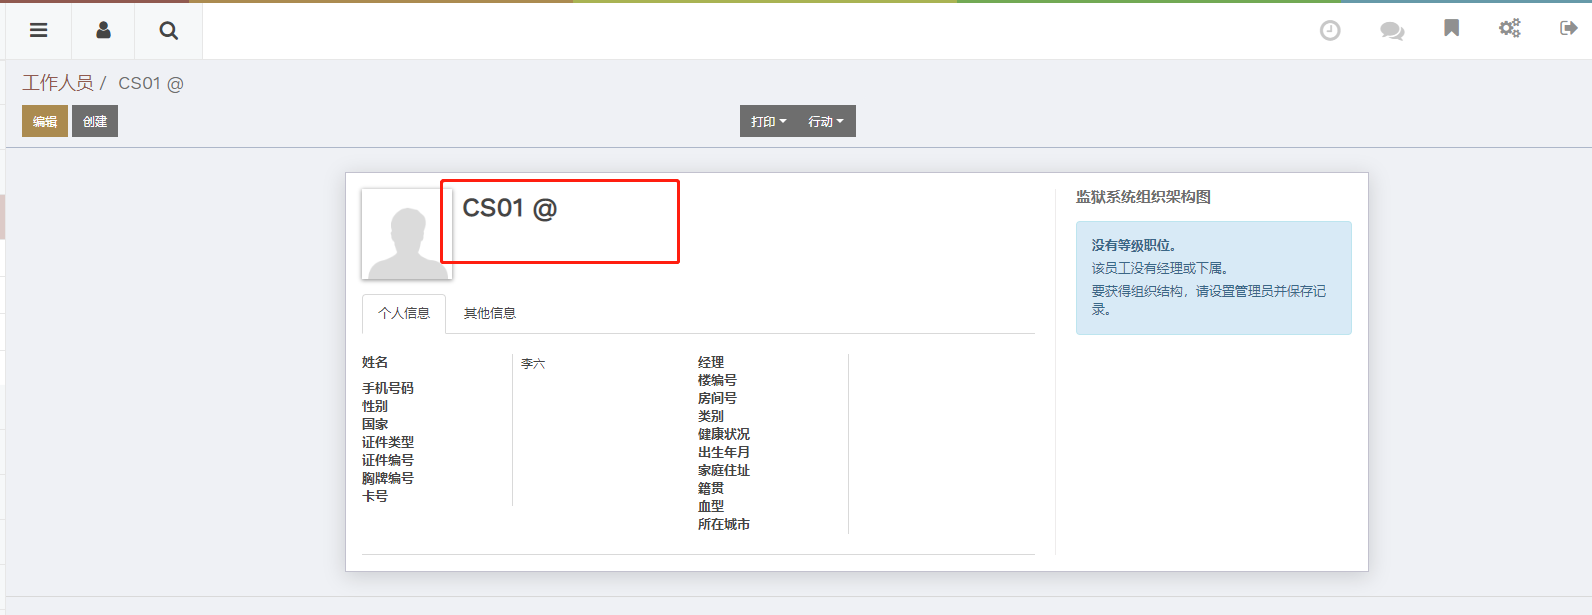 工作人员 / CS01 @
编辑 创建 打印 行动
CS01 @
个人信息 其他信息
姓名 李六
手机号码
性别
国家
证件类型
证件编号
胸牌编号
卡号
经理
楼编号
房间号
类别
健康状况
出生年月
家庭住址
籍贯
血型
所在城市
监狱系统组织架构图
没有等级职位。
该员工没有经理或下属。
要获得组织结构，请设置管理员并保存记
录。